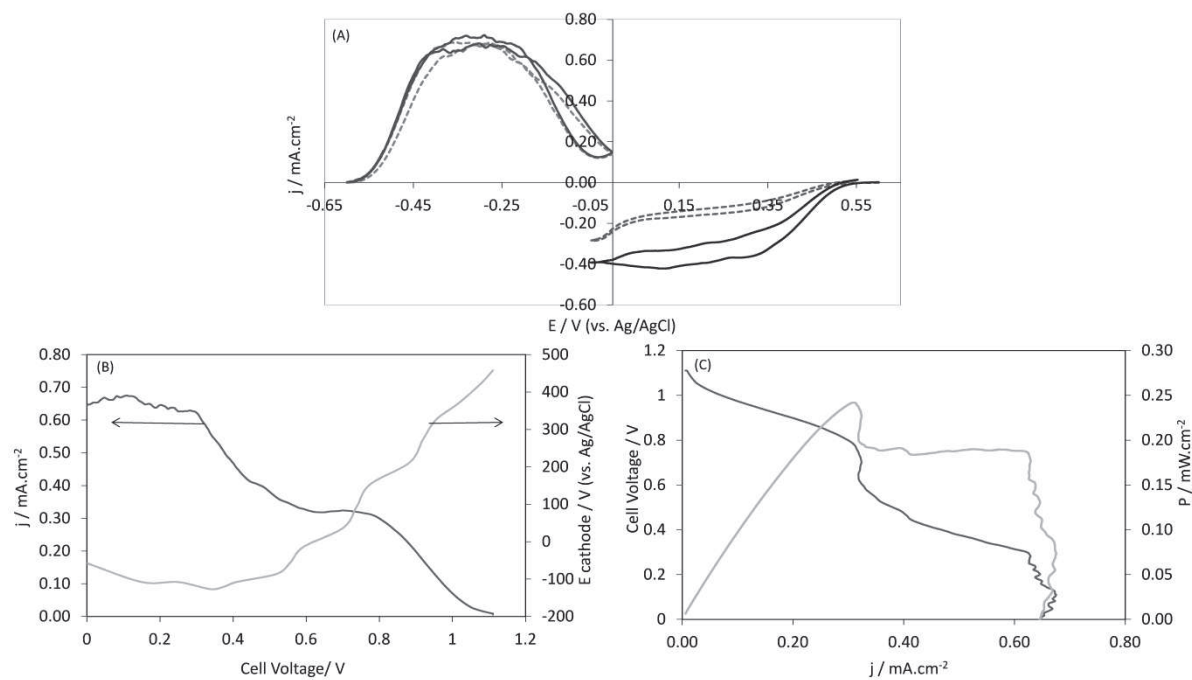 (A)
0.80
0.60
0.40
0.20
0.00
-0.20
-0.40
-0.60
-0.65 -0.45 -0.25 -0.05 0.15 0.35 0.55
j / mA.cm-2
E / V (vs. Ag/AgCl)
(B)
0.80
0.70
0.60
0.50
0.40
0.30
0.20
0.10
0.00
j / mA.cm-2
500
400
300
200
100
0
-100
-200
E cathode / V (vs. Ag/AgCl)
0 0.2 0.4 0.6 0.8 1 1.2
Cell Voltage/ V
(C)
1.2
1
0.8
0.6
0.4
0.2
0
Cell Voltage / V
0.30
0.25
0.20
0.15
0.10
0.05
0.00
P / mW.cm-2
0.00 0.20 0.40 0.60 0.80
j / mA.cm-2